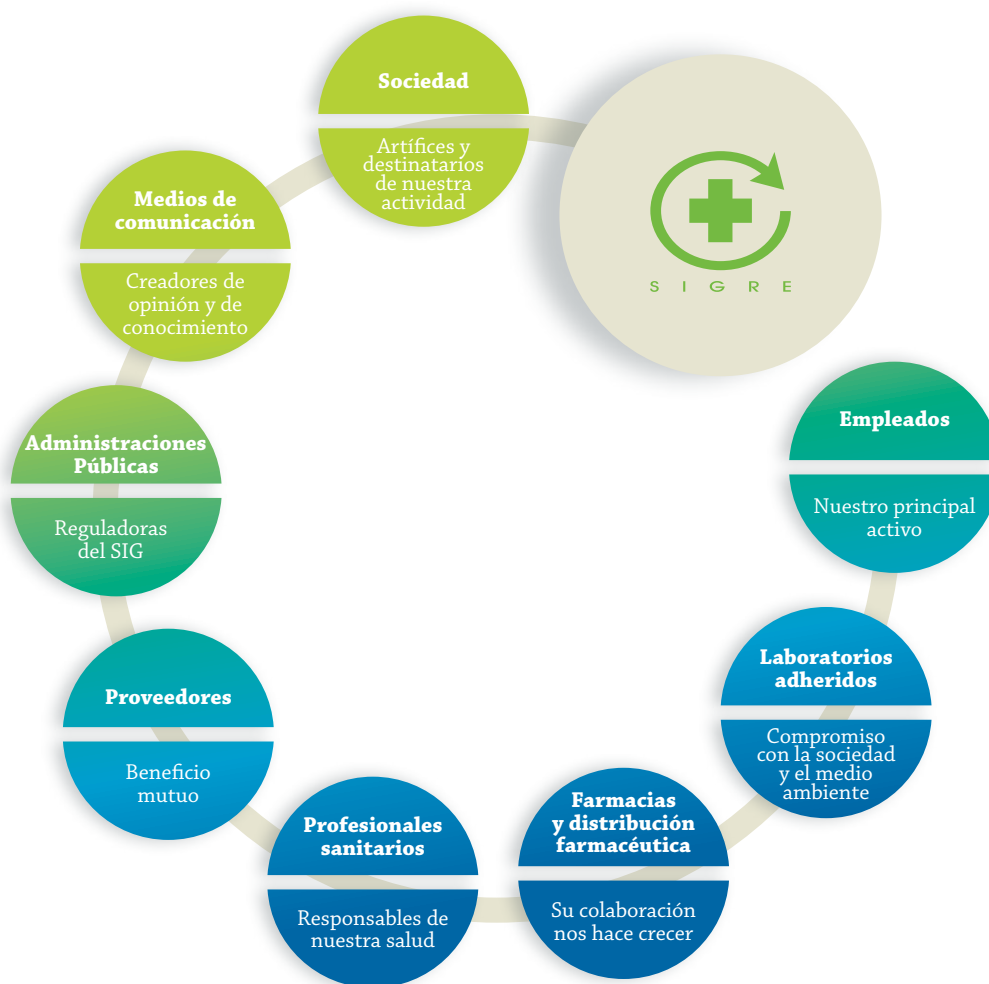 Sociedad
Artífices y
destinatarios
de nuestra
actividad
S I G R E
Medios de
comunicación
Creadores de
opinión y de
conocimiento
Empleados
Nuestro principal
activo
Administraciones
Públicas
Reguladoras
del SIG
Laboratorios
adheridos
Compromiso
con la sociedad
y el medio
ambiente
Proveedores
Beneficio
mutuo
Farmacias
y distribución
farmacéutica
Su colaboración
nos hace crecer
Profesionales
sanitarios
Responsables de
nuestra salud